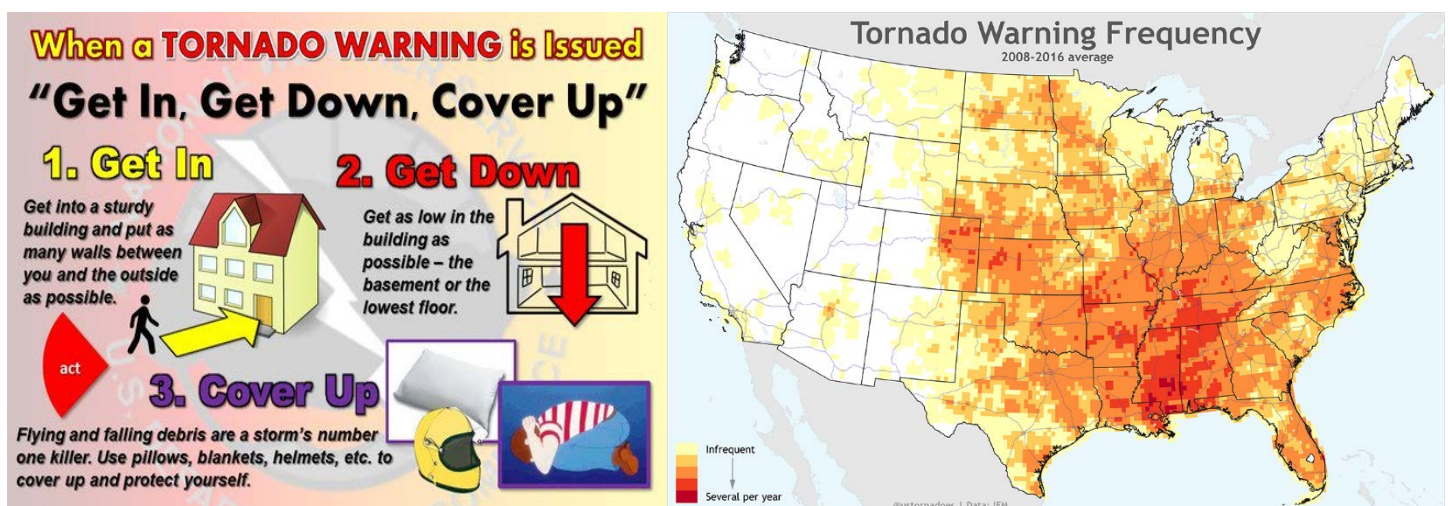 When a TORNADO WARNING is Issued
“Get In, Get Down, Cover Up”
1. Get In
Get into a sturdy
building and put as
many walls between
you and the outside
as possible.
2. Get Down
Get as low in the
building as
possible – the
basement or the
lowest floor.
act
3. Cover Up
Flying and falling debris are a storm’s number
one killer. Use pillows, blankets, helmets, etc. to
cover up and protect yourself.
Tornado Warning Frequency
2008-2016 average
Infrequent
Several per year
@ustornadoes | Data: IEM